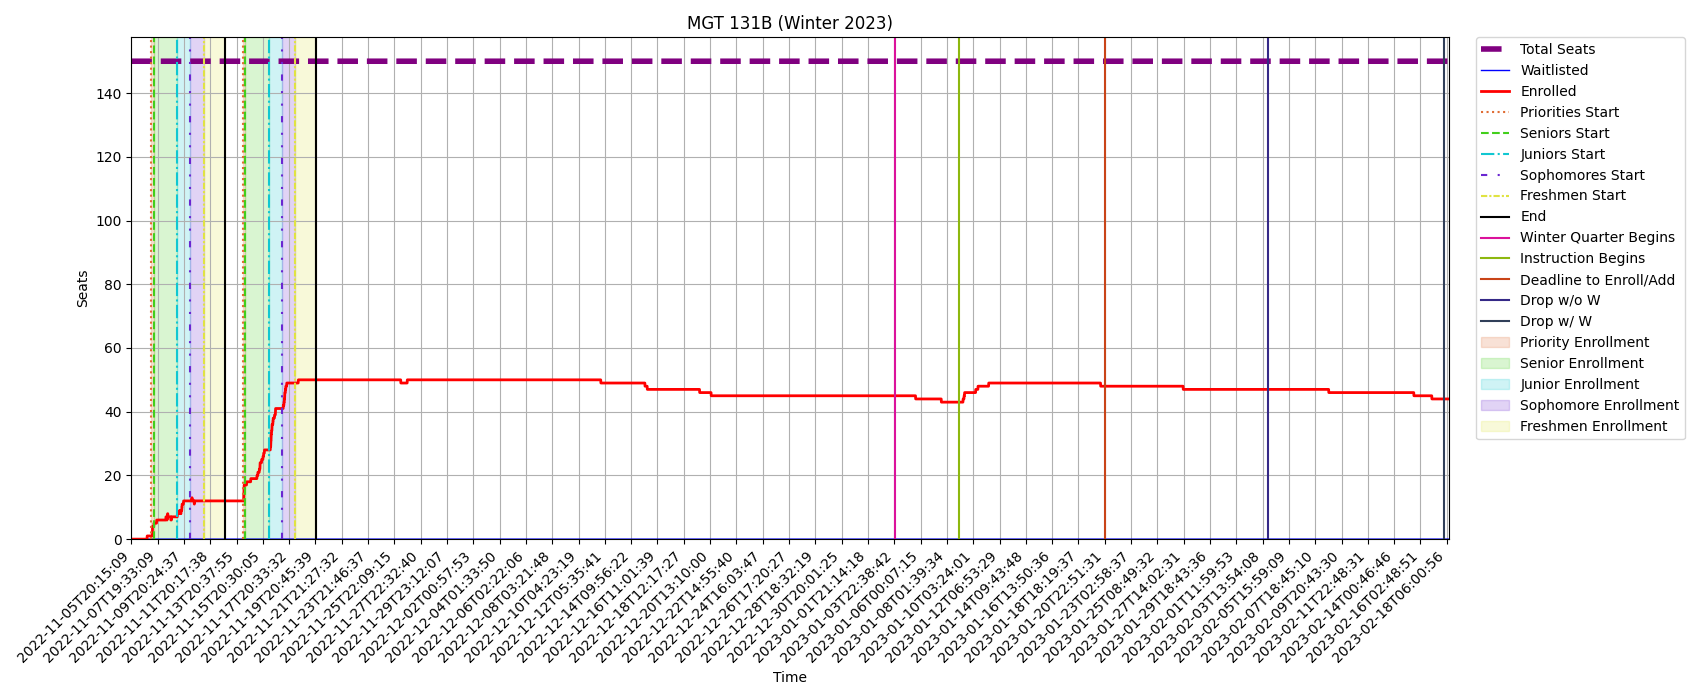 MGT 131B (Winter 2023)
Seats
140
120
100
80
60
40
20
0
2022-11-05T20:15:09
2022-11-07T19:33:09
2022-11-09T20:24:37
2022-11-11T20:17:38
2022-11-13T20:37:55
2022-11-15T20:30:05
2022-11-17T20:33:32
2022-11-19T20:45:39
2022-11-21T21:27:32
2022-11-23T21:46:37
2022-11-25T22:09:15
2022-11-27T22:32:40
2022-11-29T23:12:07
2022-12-02T00:57:53
2022-12-04T01:33:50
2022-12-06T02:22:06
2022-12-08T03:21:48
2022-12-10T04:23:19
2022-12-12T05:35:41
2022-12-14T09:56:22
2022-12-16T11:01:39
2022-12-18T12:17:27
2022-12-20T13:10:00
2022-12-22T14:55:40
2022-12-24T16:03:47
2022-12-26T17:20:27
2022-12-28T18:32:19
2022-12-30T20:01:25
2023-01-01T21:14:18
2023-01-03T22:38:42
2023-01-06T00:07:15
2023-01-08T01:39:34
2023-01-10T03:24:01
2023-01-12T06:53:29
2023-01-14T09:43:48
2023-01-16T13:50:36
2023-01-18T18:19:37
2023-01-20T22:51:31
2023-01-23T02:58:37
2023-01-25T08:49:32
2023-01-27T14:02:31
2023-01-29T18:43:36
2023-02-01T11:59:53
2023-02-03T13:54:08
2023-02-05T15:59:09
2023-02-07T18:45:10
2023-02-09T20:43:30
2023-02-11T22:48:31
2023-02-14T00:46:46
2023-02-16T02:48:51
2023-02-18T06:00:56
Time
Total Seats
Waitlisted
Enrolled
Priorities Start
Seniors Start
Juniors Start
Sophomores Start
Freshmen Start
End
Winter Quarter Begins
Instruction Begins
Deadline to Enroll/Add
Drop w/o W
Drop w/ W
Priority Enrollment
Senior Enrollment
Junior Enrollment
Sophomore Enrollment
Freshmen Enrollment